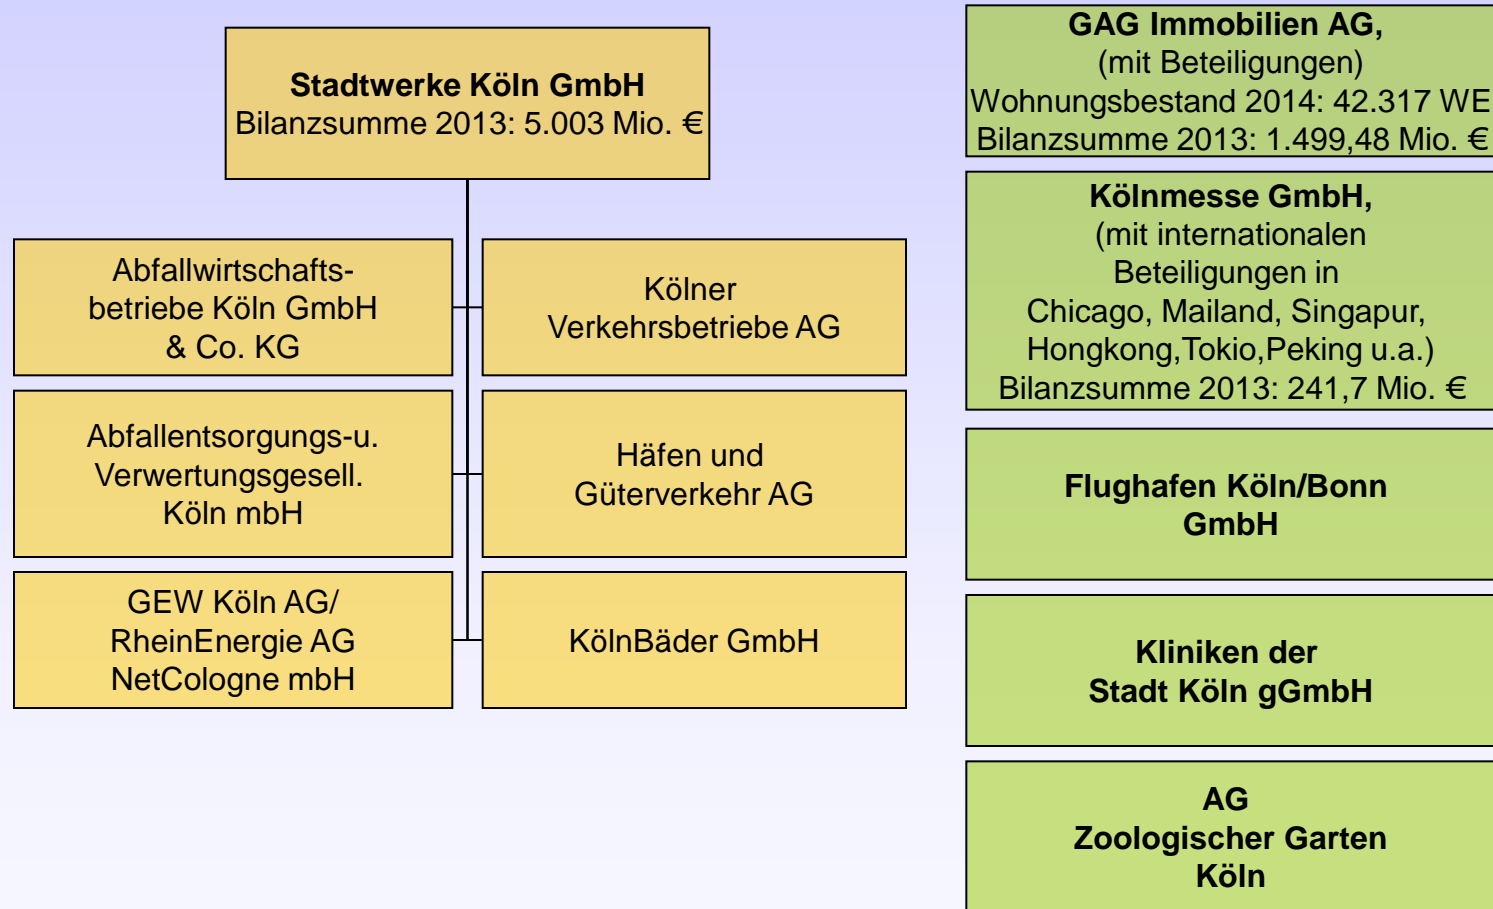 Stadtwerke Köln GmbH
Bilanzsumme 2013: 5.003 Mio. €
Abfallwirtschafts-
betriebe Köln GmbH
& Co. KG
Kölner
Verkehrsbetriebe AG
Abfallentsorgungs-u.
Verwertungsgesell.
Köln mbH
Häfen und
Güterverkehr AG
GEW Köln AG/
RheinEnergie AG
NetCologne mbH
KölnBäder GmbH
GAG Immobilien AG,
(mit Beteiligungen)
Wohnungsbestand 2014: 42.317 WE
Bilanzsumme 2013: 1.499,48 Mio. €
Kölnmesse GmbH,
(mit internationalen
Beteiligungen in
Chicago, Mailand, Singapur,
Hongkong,Tokio,Peking u.a.)
Bilanzsumme 2013: 241,7 Mio. €
Flughafen Köln/Bonn
GmbH
Kliniken der
Stadt Köln gGmbH
AG
Zoologischer Garten
Köln